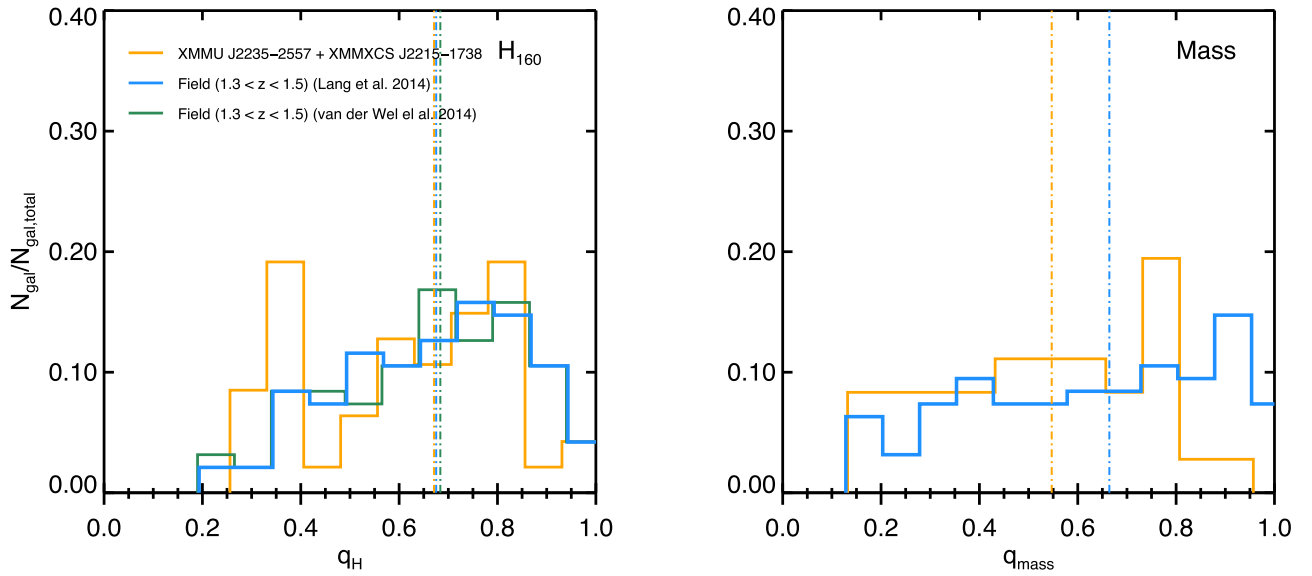 0.40
0.30
0.20
0.10
0.00
N_gal/N_gal,total
XMMU J2235-2557 + XMMXCS J2215-1738
H_160
Field (1.3 < z < 1.5) (Lang et al. 2014)
Field (1.3 < z < 1.5) (van der Wel el al. 2014)
0.0 0.2 0.4 0.6 0.8 1.0
q_H
0.40
0.30
0.20
0.10
0.00
Mass
0.0 0.2 0.4 0.6 0.8 1.0
q_mass